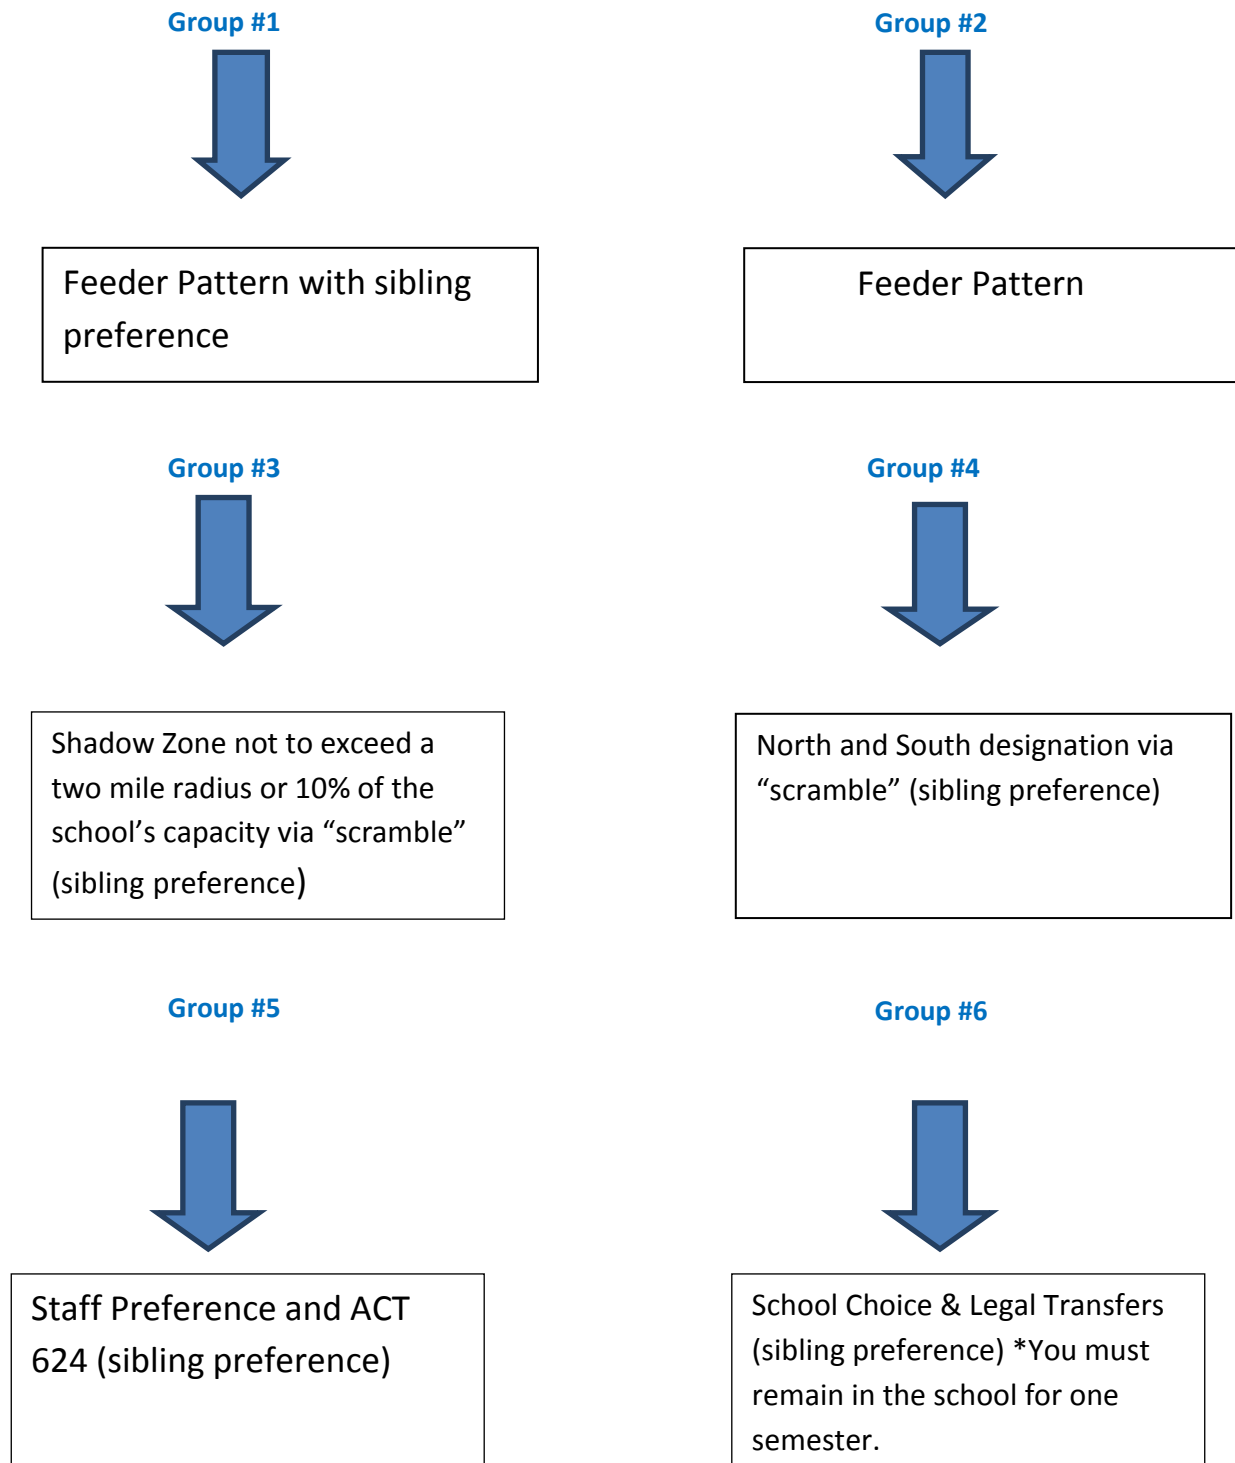 Group #1
Group #2
Feeder Pattern with sibling
preference
Feeder Pattern
Group #3
Group #4
Shadow Zone not to exceed a
two mile radius or 10% of the
school’s capacity via “scramble”
(sibling preference)
North and South designation via
“scramble” (sibling preference)
Group #5
Group #6
Staff Preference and ACT
624 (sibling preference)
School Choice & Legal Transfers
(sibling preference) *You must
remain in the school for one
semester.